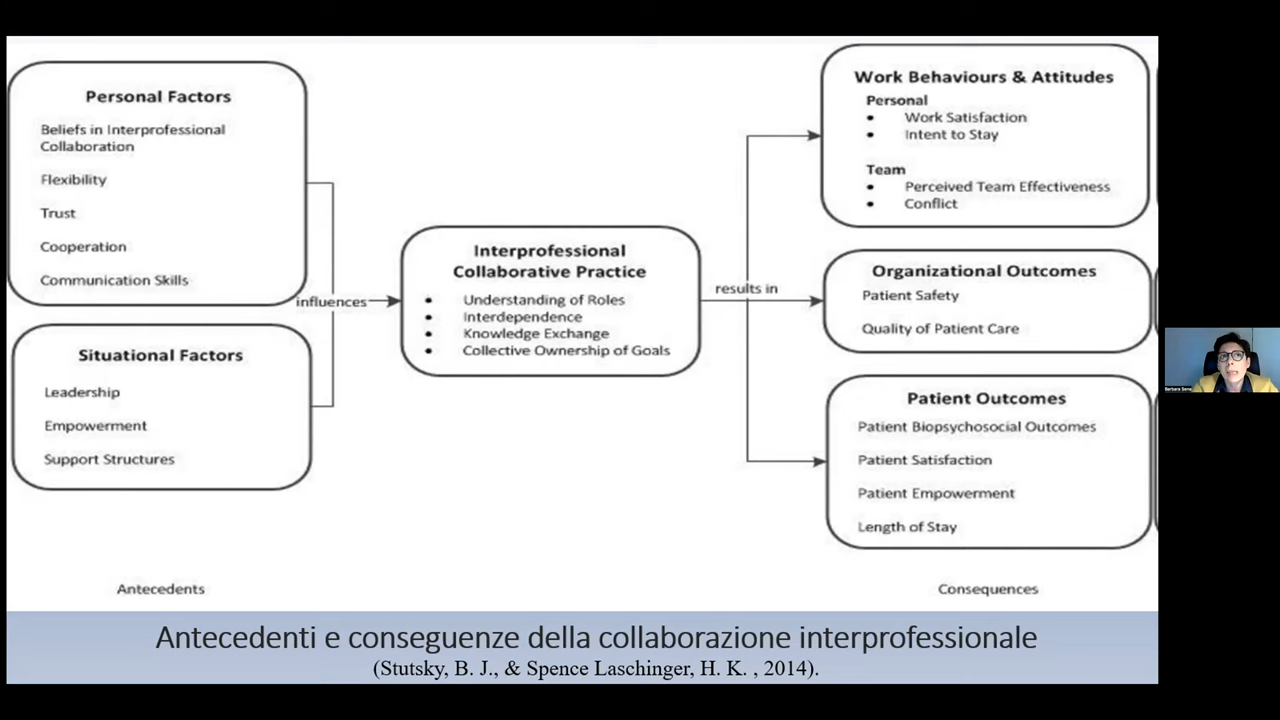 Personal Factors
Beliefs in Interprofessional
Collaboration
Flexibility
Trust
Cooperation
Communication Skills
Situational Factors
Leadership
Empowerment
Support Structures
Antecedents
influences
Interprofessional
Collaborative Practice
• Understanding of Roles
• Interdependence
• Knowledge Exchange
• Collective Ownership of Goals
results in
Work Behaviours & Attitudes
Personal
• Work Satisfaction
• Intent to Stay
Team
• Perceived Team Effectiveness
• Conflict
Organizational Outcomes
Patient Safety
Quality of Patient Care
Patient Outcomes
Patient Biopsychosocial Outcomes
Patient Satisfaction
Patient Empowerment
Length of Stay
Consequences
Antecedenti e conseguenze della collaborazione interprofessionale
(Stutsky, B. J., & Spence Laschinger, H. K. , 2014).
Barbara Sena